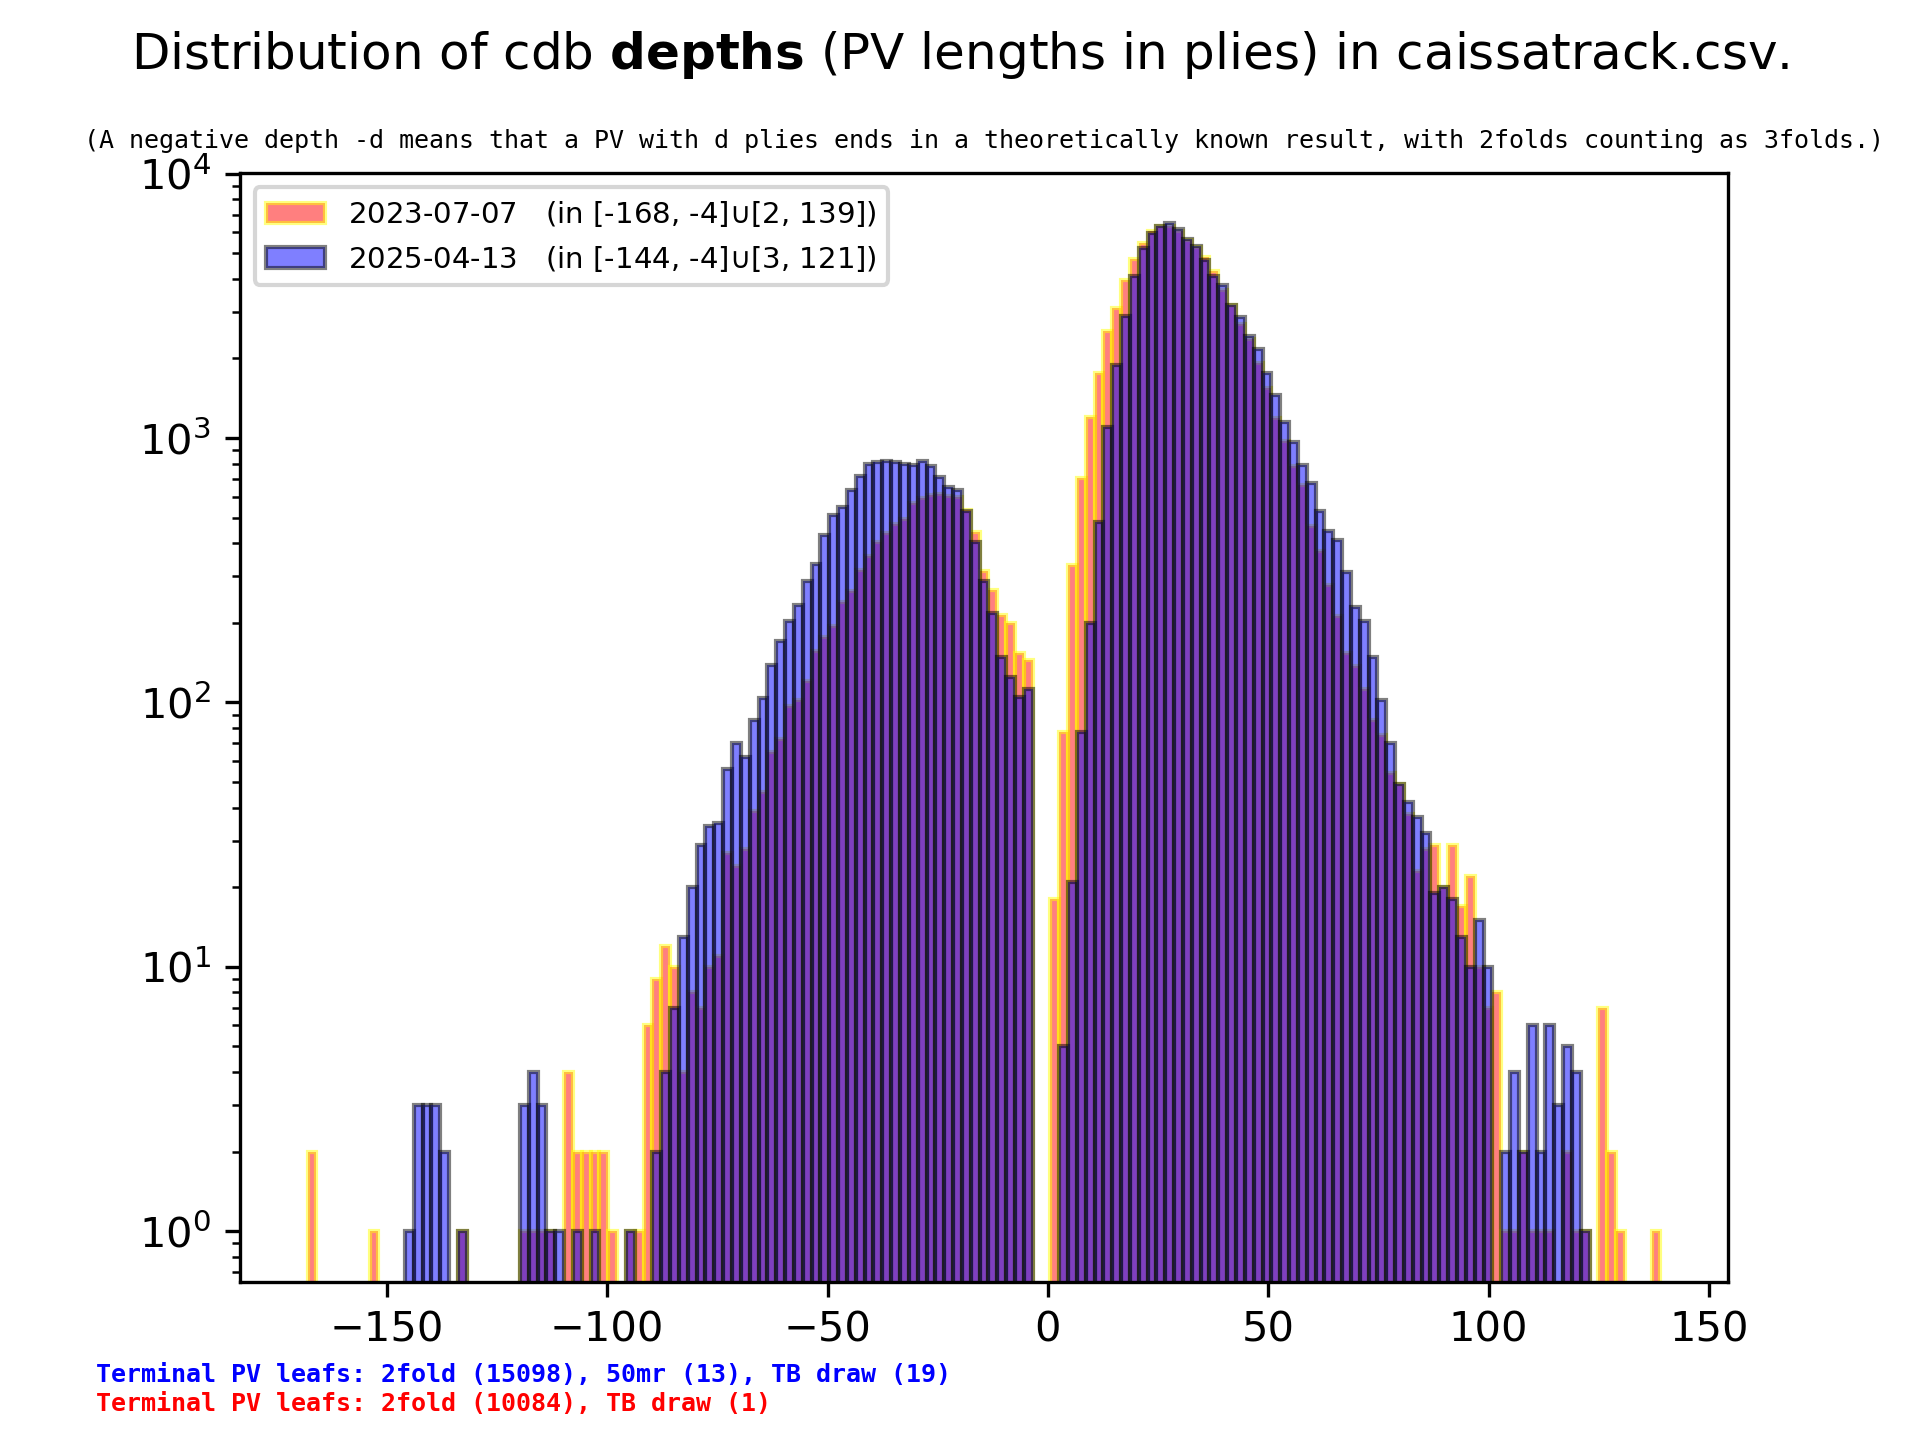 Distribution of cdb depths (PV lengths in plies) in caissatrack.csv.
(A negative depth -d means that a PV with d plies ends in a theoretically known result, with 2folds counting as 3folds.)
10⁴
2023-07-07 (in [-168, -4]∪[2, 139])
2025-04-13 (in [-144, -4]∪[3, 121])
10³
10²
10¹
10⁰
−150 −100 −50 0 50 100 150
Terminal PV leafs: 2fold (15098), 50mr (13), TB draw (19)
Terminal PV leafs: 2fold (10084), TB draw (1)